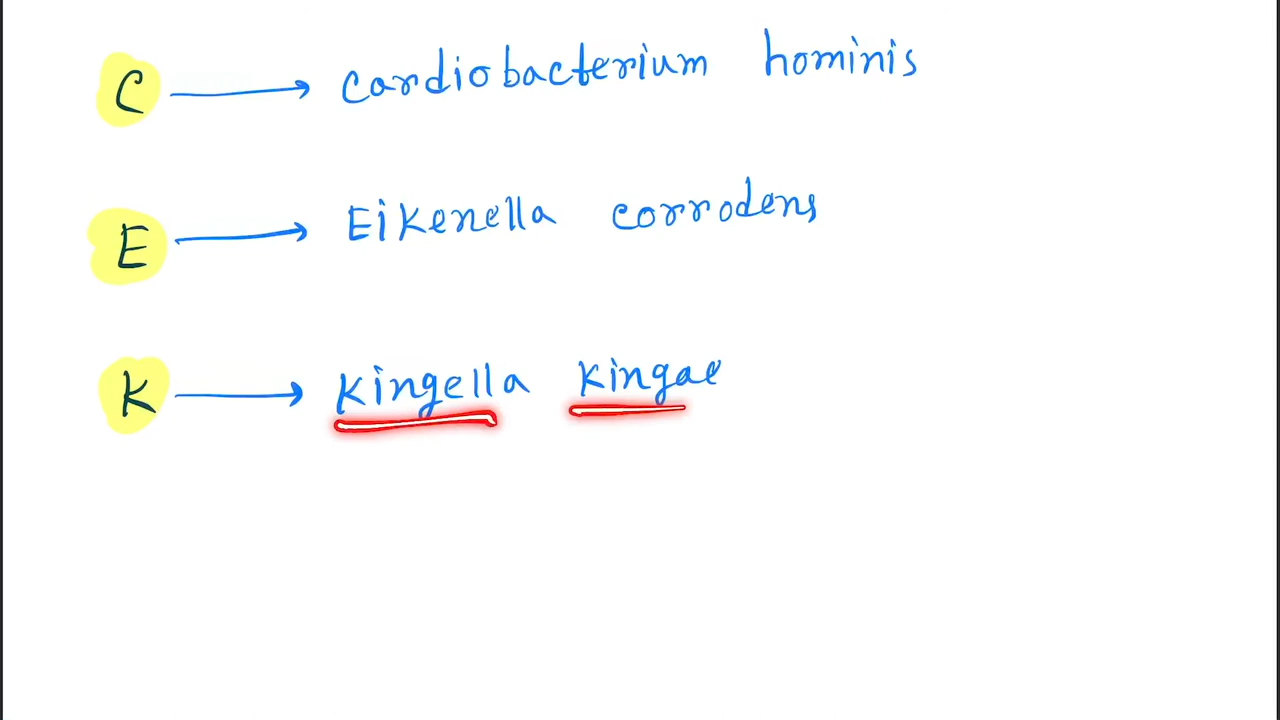 C → cardiobacterium hominis
E → Eikenella corrodens
K → Kingella Kingae